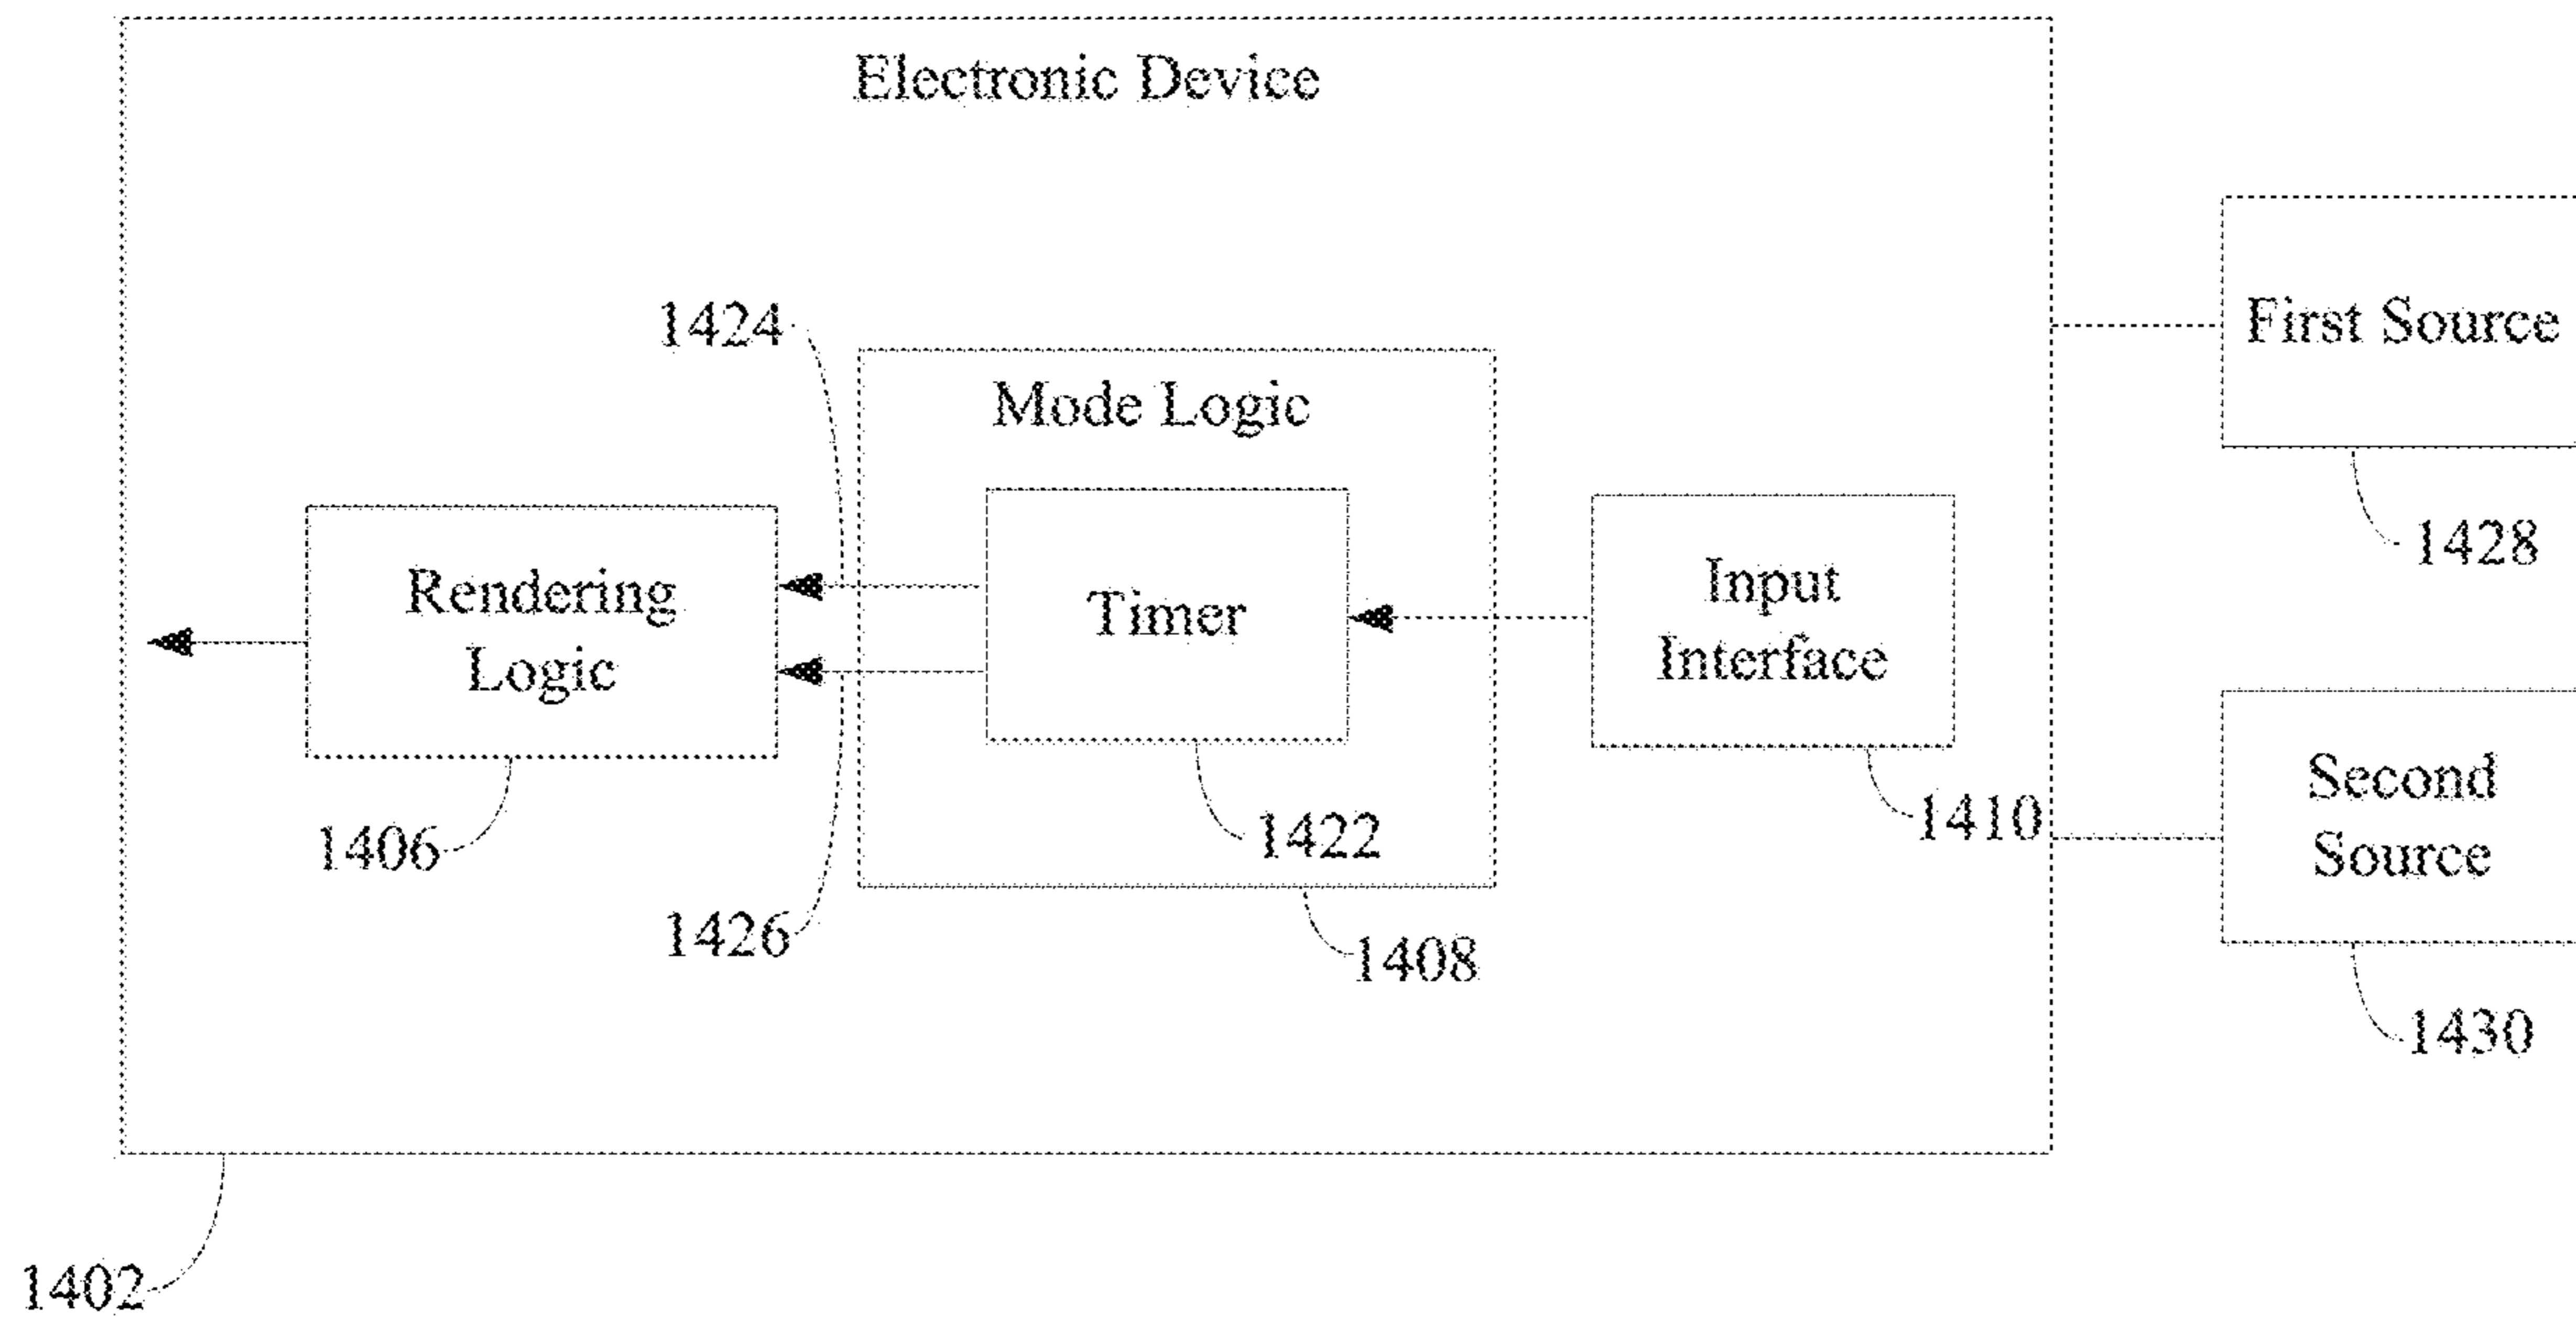 Electronic Device
First Source
1424
Mode Logic
1428
Rendering
Logic
Timer
Input
Interface
Second
Source
1410
1406
1422
1426
1408
1430
1402